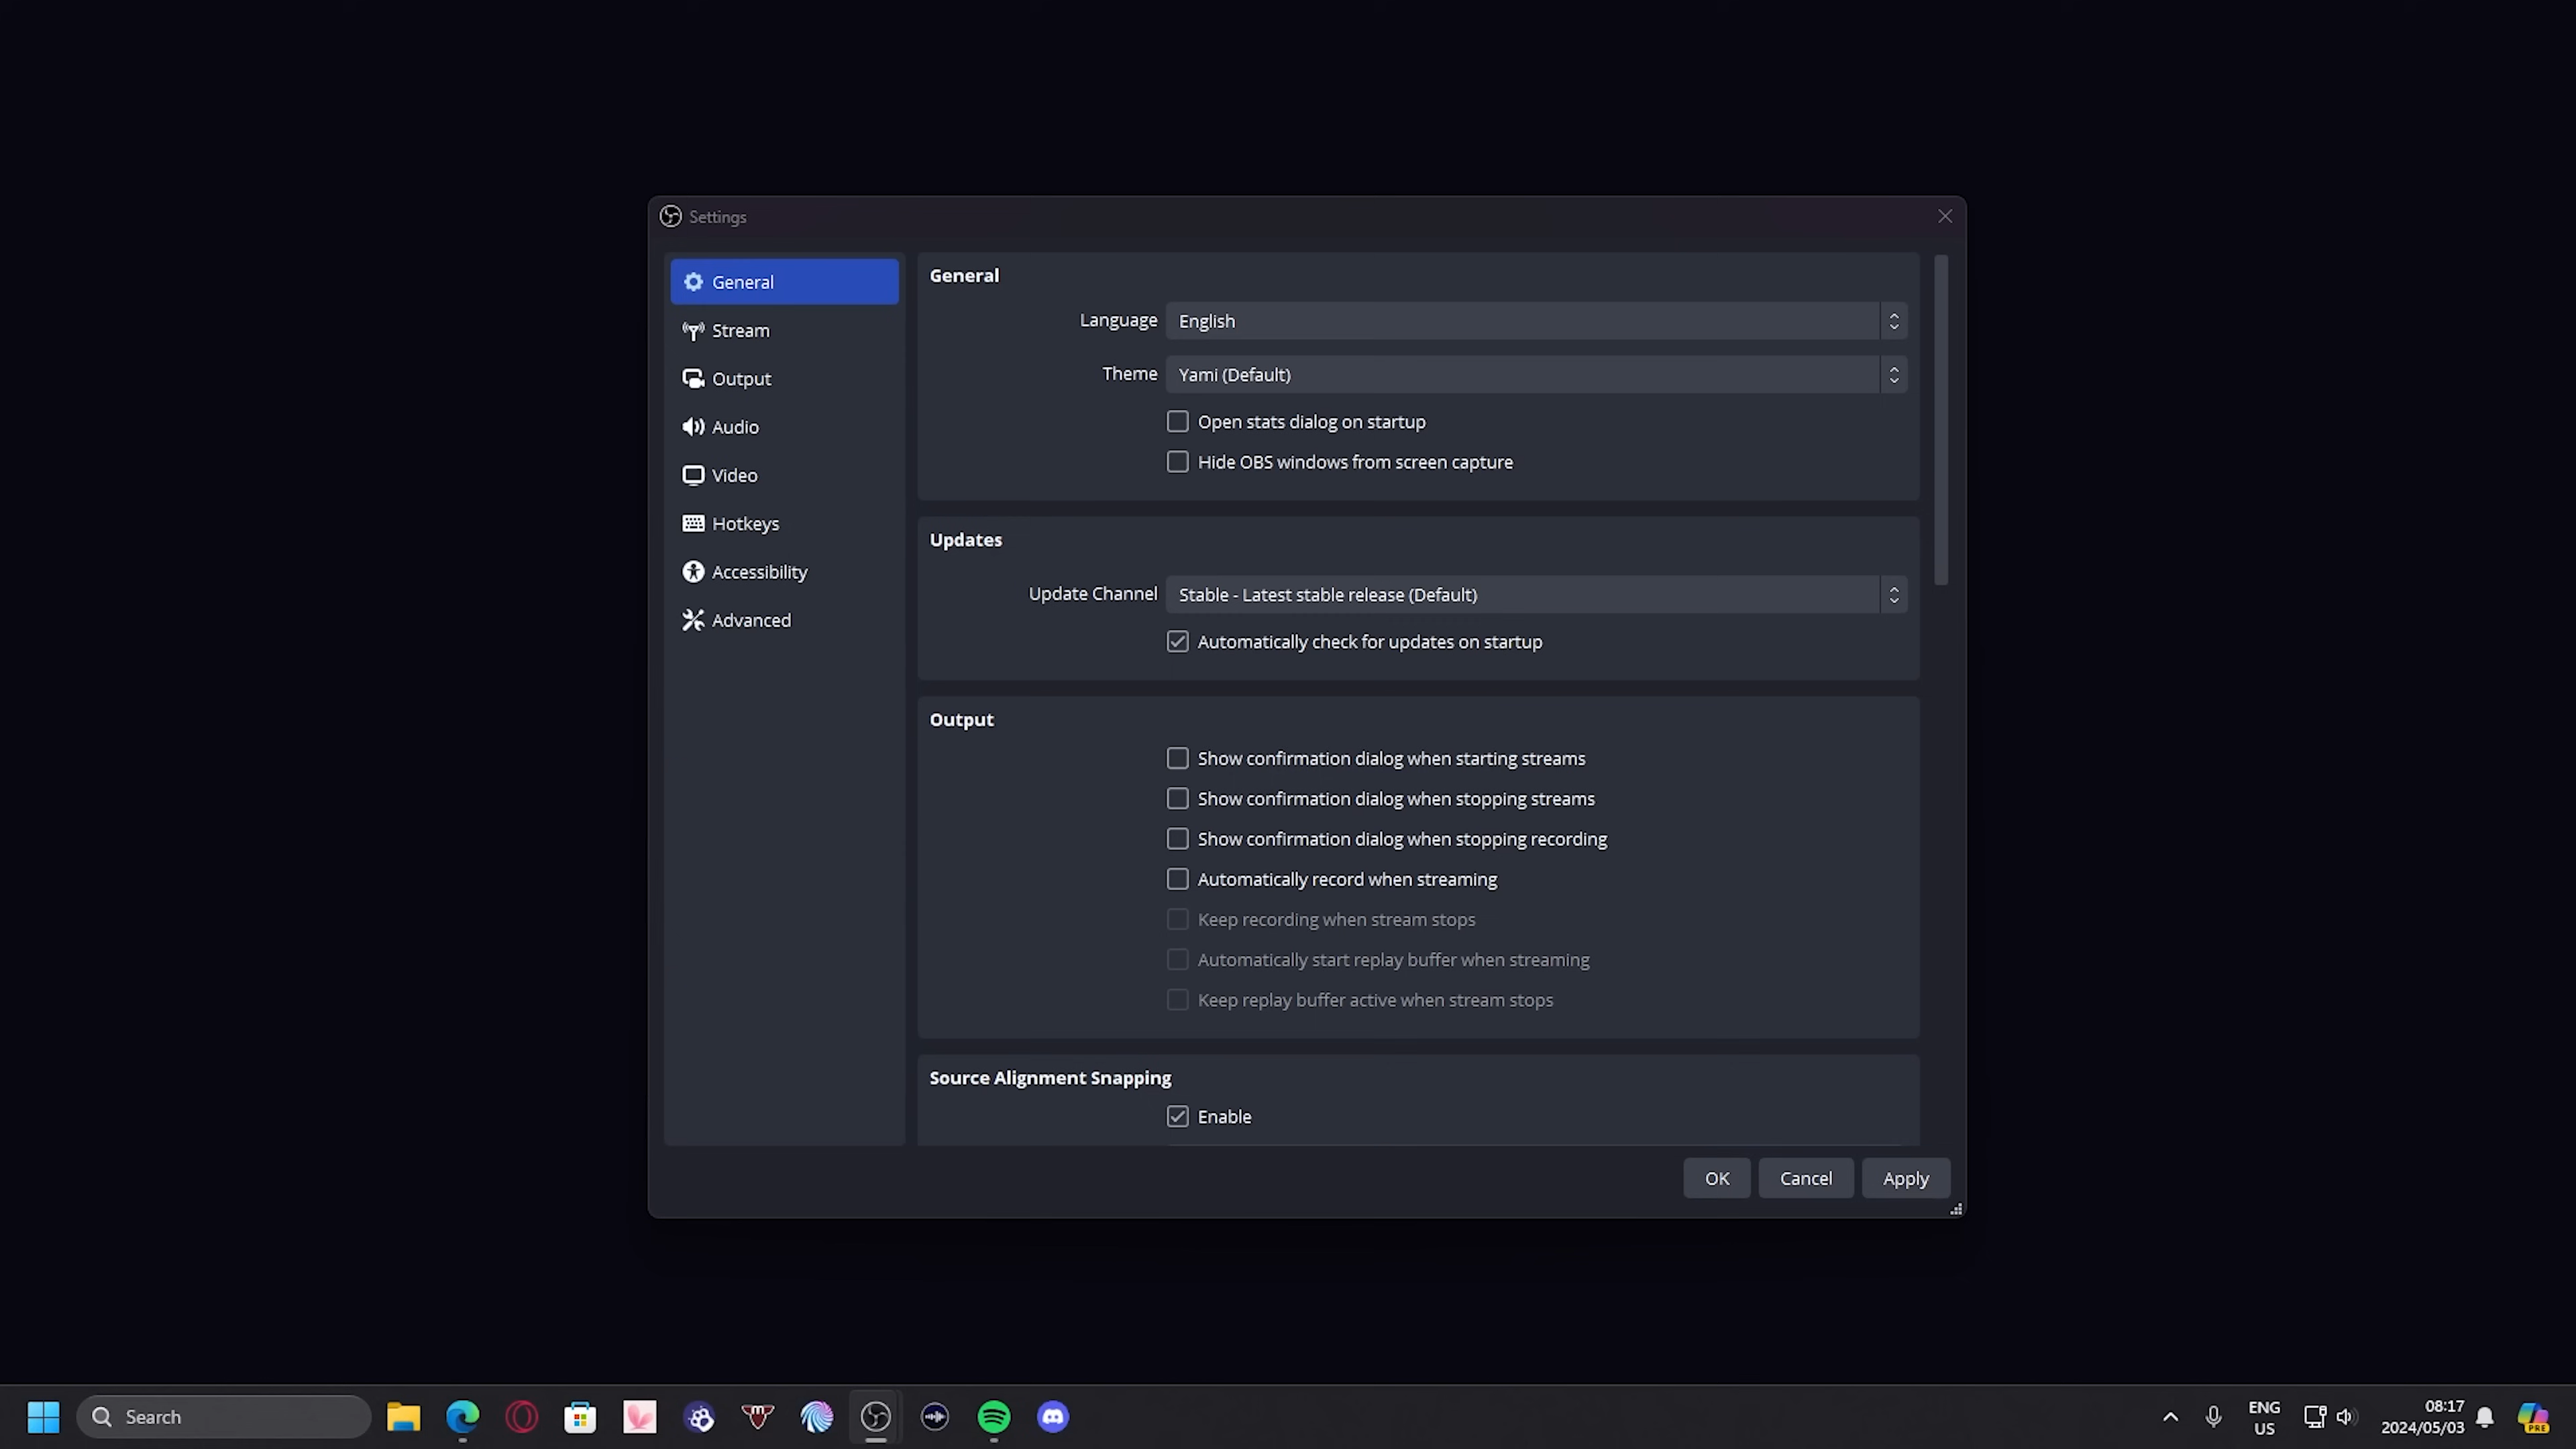 Settings
General
Stream
Output
Audio
Video
Hotkeys
Accessibility
Advanced
General
Language English
Theme Yami (Default)
Open stats dialog on startup
Hide OBS windows from screen capture
Updates
Update Channel Stable - Latest stable release (Default)
Automatically check for updates on startup
Output
Show confirmation dialog when starting streams
Show confirmation dialog when stopping streams
Show confirmation dialog when stopping recording
Automatically record when streaming
Keep recording when stream stops
Automatically start replay buffer when streaming
Keep replay buffer active when stream stops
Source Alignment Snapping
Enable
OK Cancel Apply
Search
ENG
US
08:17
2024/05/03
PRE